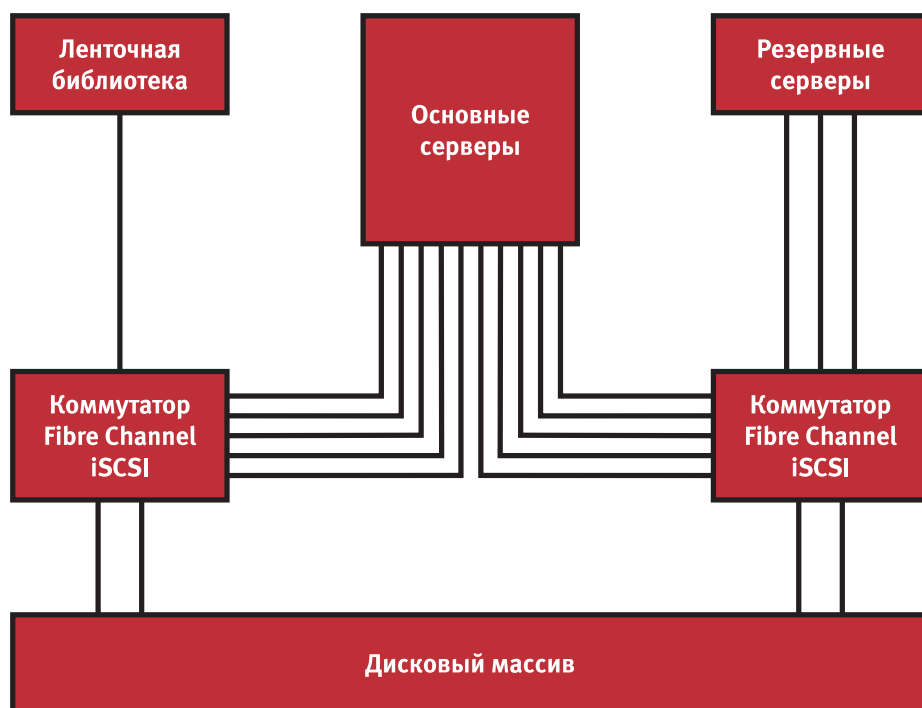 Ленточная
библиотека
Основные
серверы
Резервные
серверы
Коммутатор
Fibre Channel
iSCSI
Коммутатор
Fibre Channel
iSCSI
Дисковый массив